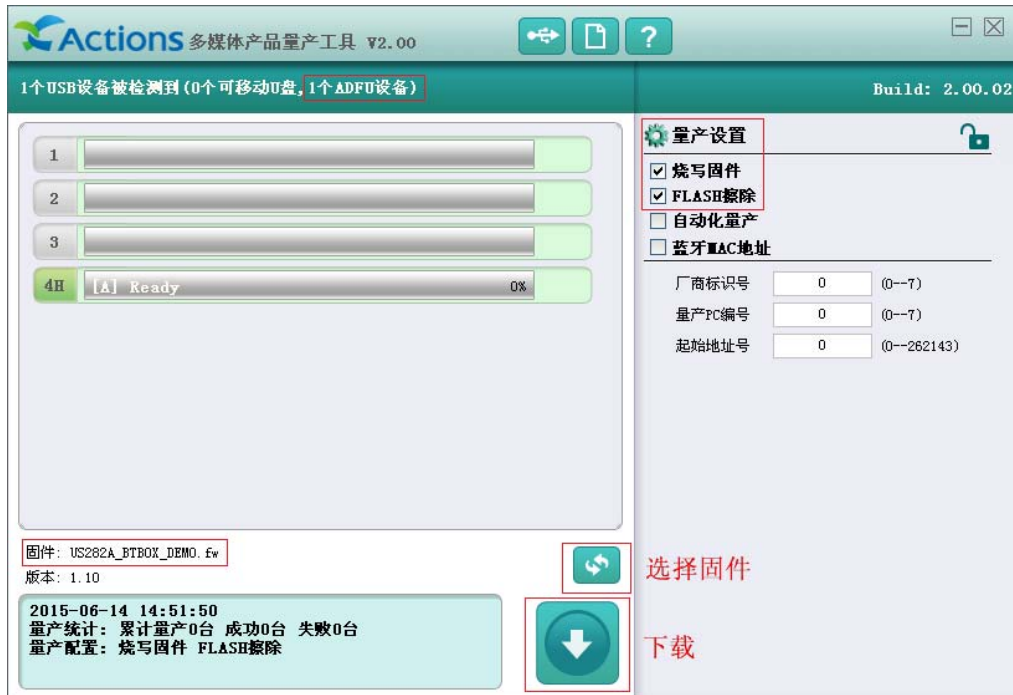 Actions 多媒体产品量产工具 V2.00
?
1个USB设备被检测到(0个可移动U盘,1个ADFU设备)
Build: 2.00.02
1
2
3
4H [A] Ready 0%
量产设置
烧写固件
FLASH擦除
自动化量产
蓝牙MAC地址
厂商标识号 0 (0--7)
量产PC编号 0 (0--7)
起始地址号 0 (0--262143)
固件: US282A_BTBOX_DEMO.fw
版本: 1.10
选择固件
2015-06-14 14:51:50
量产统计: 累计量产0台 成功0台 失败0台
量产配置: 烧写固件 FLASH擦除
下载